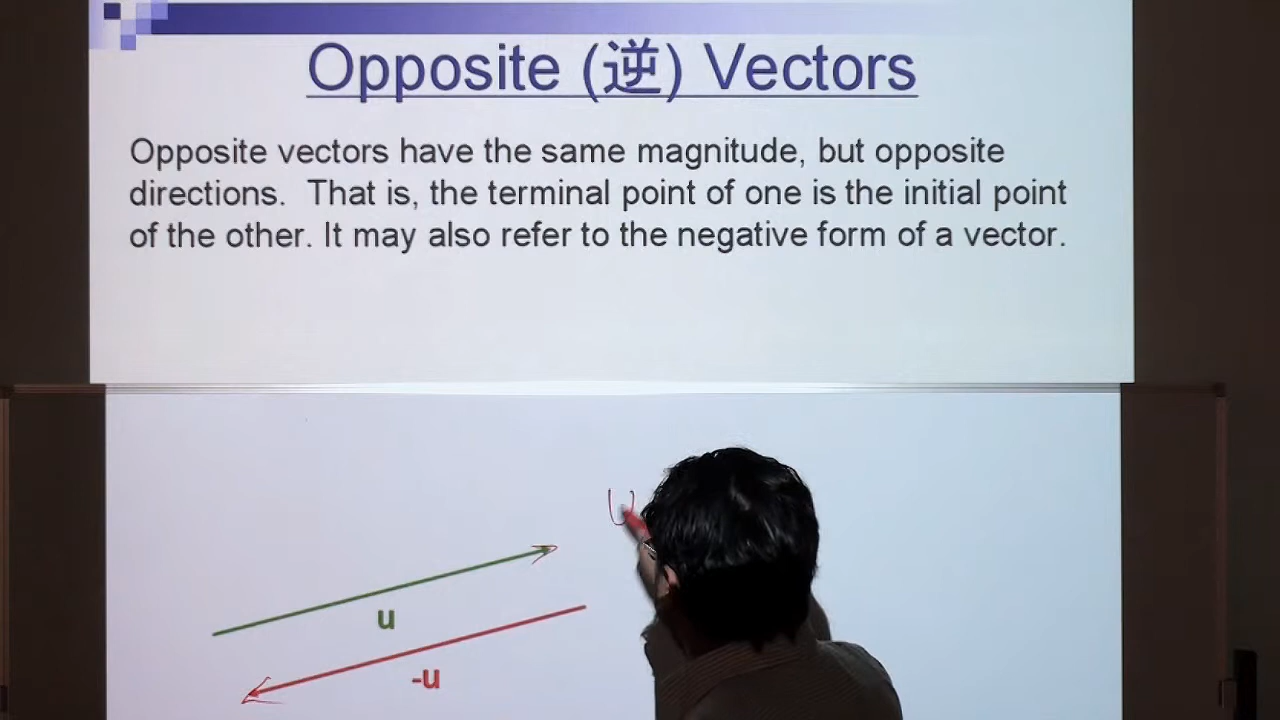 Opposite (逆) Vectors
Opposite vectors have the same magnitude, but opposite
directions. That is, the terminal point of one is the initial point
of the other. It may also refer to the negative form of a vector.
U
u
-u